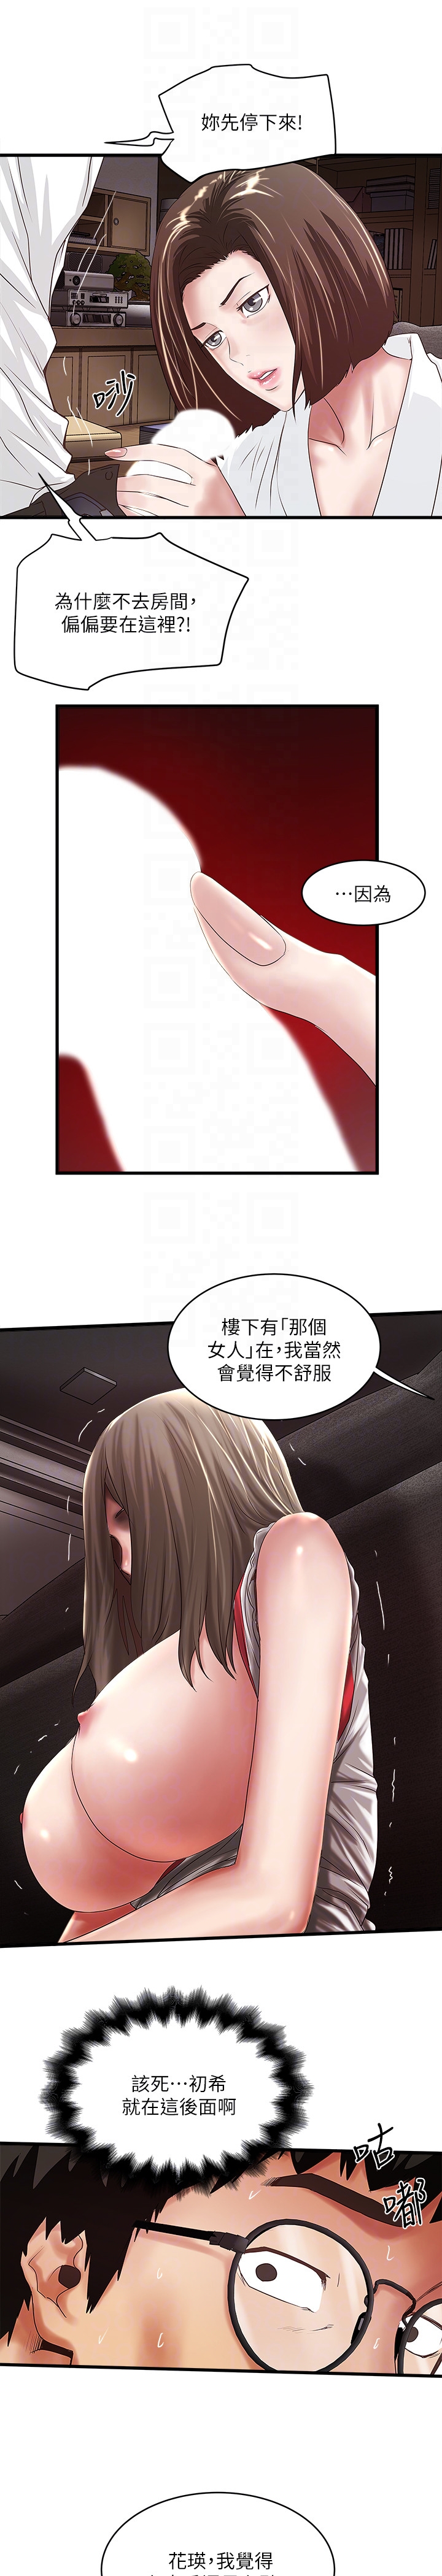 妳先停下來!
吵
為什麼不去房間,
偏偏要在這裡?!
…因為
樓下有「那個
女人」在,我當然
會覺得不舒服
該死…初希
就在這後面啊
咕
嘟
花瑛,我覺得